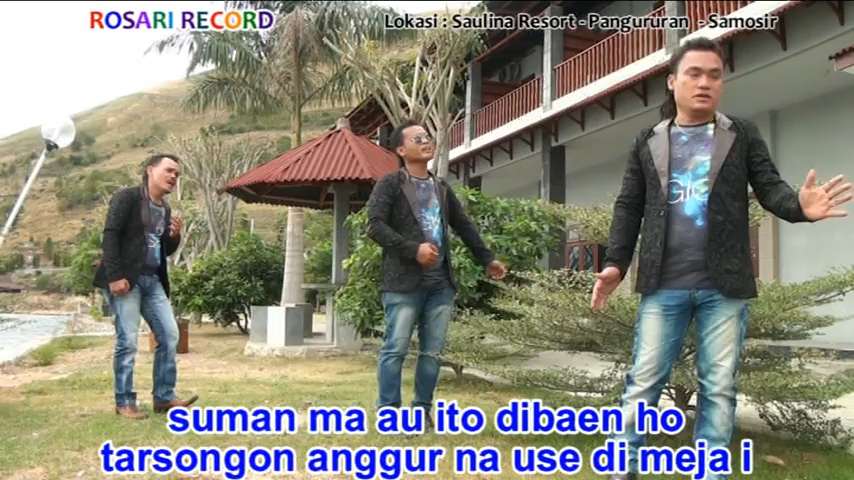 ROSARI RECORD
Lokasi : Saulina Resort - Pangururan - Samosir
suman ma au ito dibaen ho
tarsongon anggur na use di meja i